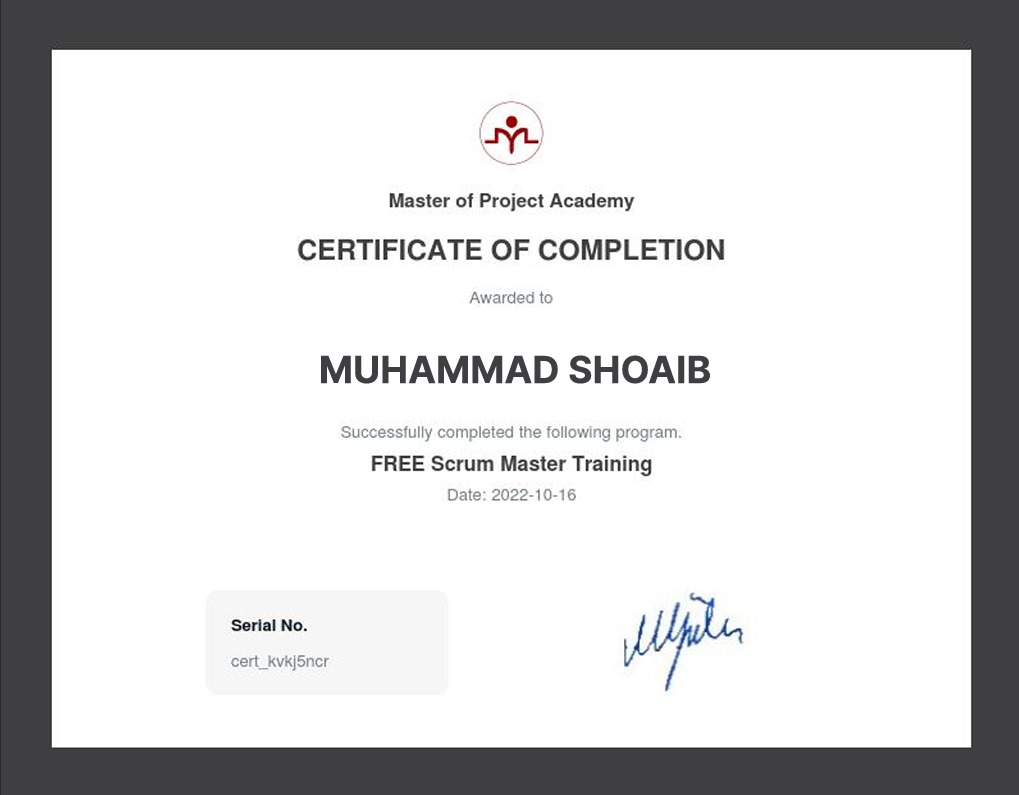 Master of Project Academy
CERTIFICATE OF COMPLETION
Awarded to
MUHAMMAD SHOAIB
Successfully completed the following program.
FREE Scrum Master Training
Date: 2022-10-16
Serial No.
cert_kvkj5ncr